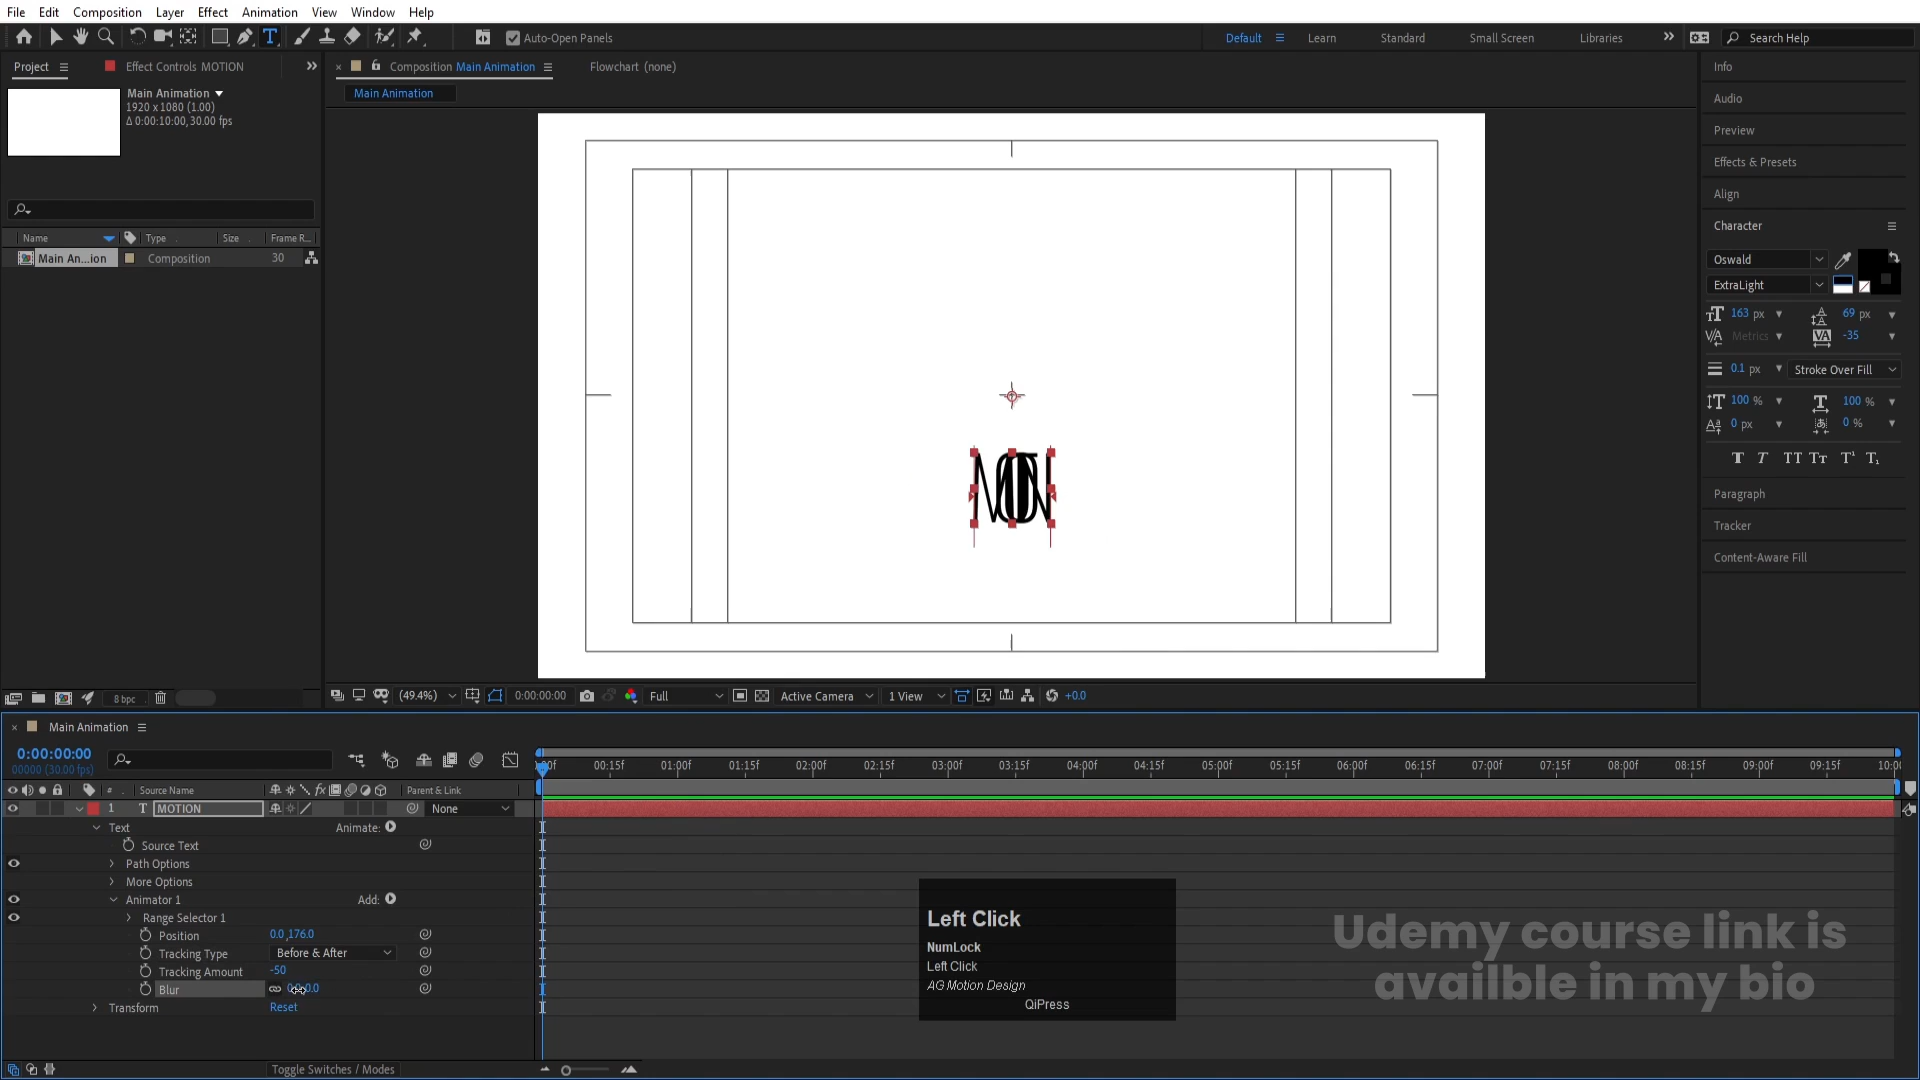 File Edit Composition Layer Effect Animation View Window Help
Auto-Open Panels
Default Learn Standard Small Screen Libraries
Search Help
Project
Effect Controls MOTION
Composition Main Animation
Flowchart (none)
Main Animation
Main Animation
1920 x 1080 (1.00)
Δ 0:00:10:00, 30.00 fps
Name Type Size Frame R...
Main An...ion Composition 30
8 bpc
MOTION
(49.4%) 0:00:00:00 Full Active Camera 1 View +0.0
Info
Audio
Preview
Effects & Presets
Align
Character
Oswald
ExtraLight
163 px 69 px
Metrics -35
0.1 px Stroke Over Fill
100 % 100 %
0 px 0 %
T T TT Tт T¹ T₁
Paragraph
Tracker
Content-Aware Fill
Main Animation
0:00:00:00
00000 (30.00 fps)
# Source Name Parent & Link
1 T MOTION None
Text Animate:
Source Text
Path Options
More Options
Animator 1 Add:
Range Selector 1
Position 0.0,176.0
Tracking Type Before & After
Tracking Amount -50
Blur
Transform Reset
Toggle Switches / Modes
00:15f 01:00f 01:15f 02:00f 02:15f 03:00f 03:15f 04:00f 04:15f 05:00f 05:15f 06:00f 06:15f 07:00f 07:15f 08:00f 08:15f 09:00f 09:15f 10:00
Left Click
NumLock
Left Click
AG Motion Design
QiPress
Udemy course link is
availble in my bio